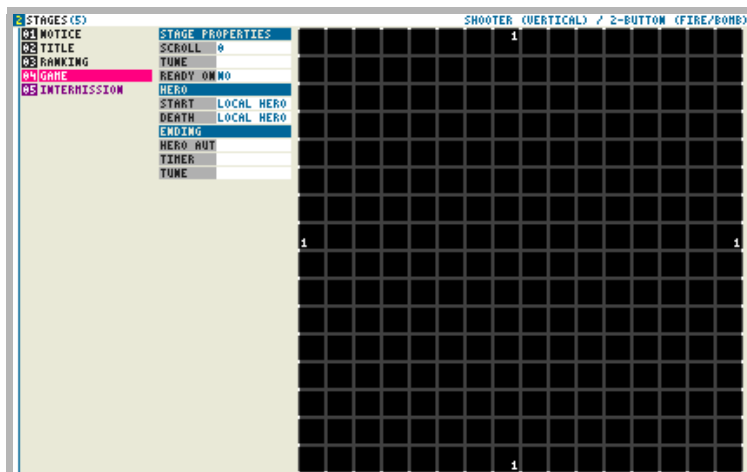 2 STAGES(5) SHOOTER (VERTICAL) / 2-BUTTON (FIRE/BOMB)
01 NOTICE
02 TITLE
03 RANKING
04 GAME
05 INTERMISSION
STAGE PROPERTIES
SCROLL 0
TUNE
READY ON NO
HERO
START LOCAL HERO
DEATH LOCAL HERO
ENDING
HERO AUT
TIMER
TUNE
1
1 1
1